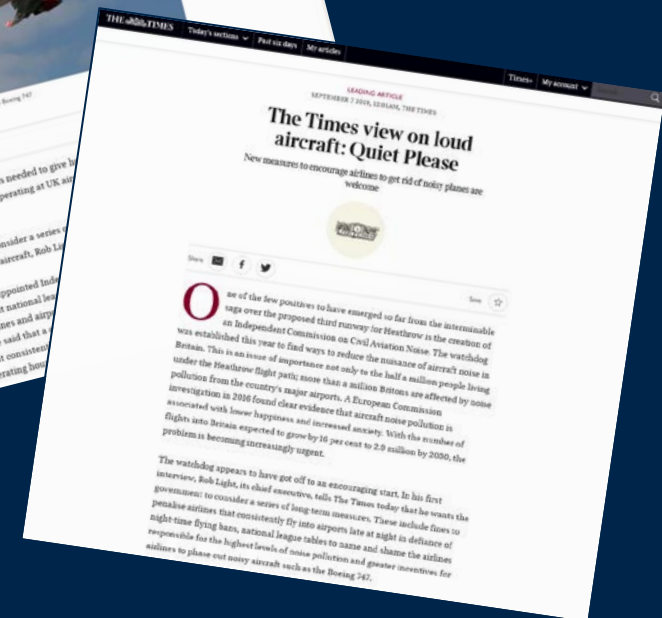 Boeing 747
s needed to give h
perating at UK air
nsider a series o
aircraft, Rob Lig
ppointed Inde
t national lea
nes and airp
said that a
t consistent
erating hou
THE TIMES
Today's sections
Past six days
My articles
Times+
My account
LEADING ARTICLE
SEPTEMBER 7 2019, 12:01AM, THE TIMES
The Times view on loud
aircraft: Quiet Please
New measures to encourage airlines to get rid of noisy planes are
welcome
Share
Save
One of the few positives to have emerged so far from the interminable
saga over the proposed third runway for Heathrow is the creation of
an Independent Commission on Civil Aviation Noise. The watchdog
was established this year to find ways to reduce the nuisance of aircraft noise in
Britain. This is an issue of importance not only to the half a million people living
under the Heathrow flight path; more than a million Britons are affected by noise
pollution from the country's major airports. A European Commission
investigation in 2016 found clear evidence that aircraft noise pollution is
associated with lower happiness and increased anxiety. With the number of
flights into Britain expected to grow by 16 per cent to 2.9 million by 2030, the
problem is becoming increasingly urgent.
The watchdog appears to have got off to an encouraging start. In his first
interview, Rob Light, its chief executive, tells The Times today that he wants the
government to consider a series of long-term measures. These include fines to
penalise airlines that consistently fly into airports late at night in defiance of
night-time flying bans, national league tables to name and shame the airlines
responsible for the highest levels of noise pollution and greater incentives for
airlines to phase out noisy aircraft such as the Boeing 747.